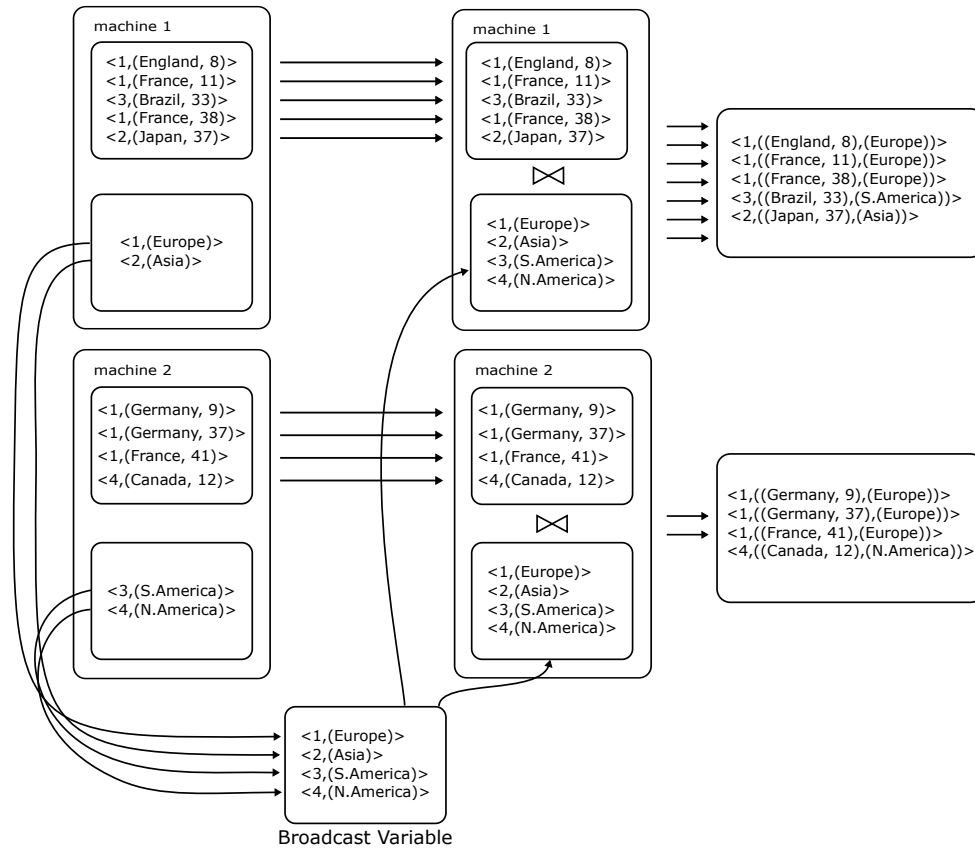 machine 1
<1,(England, 8)>
<1,(France, 11)>
<3,(Brazil, 33)>
<1,(France, 38)>
<2,(Japan, 37)>
<1,(Europe)>
<2,(Asia)>
machine 1
<1,(England, 8)>
<1,(France, 11)>
<3,(Brazil, 33)>
<1,(France, 38)>
<2,(Japan, 37)>
<1,(Europe)>
<2,(Asia)>
<3,(S.America)>
<4,(N.America)>
<1,((England, 8),(Europe))>
<1,((France, 11),(Europe)>
<1,((France, 38),(Europe)>
<3,((Brazil, 33),(S.America))>
<2,((Japan, 37),(Asia))>
machine 2
<1,(Germany, 9)>
<1,(Germany, 37)>
<1,(France, 41)>
<4,(Canada, 12)>
<3,(S.America)>
<4,(N.America)>
machine 2
<1,(Germany, 9)>
<1,(Germany, 37)>
<1,(France, 41)>
<4,(Canada, 12)>
<1,(Europe)>
<2,(Asia)>
<3,(S.America)>
<4,(N.America)>
<1,((Germany, 9),(Europe))>
<1,((Germany, 37),(Europe))>
<1,((France, 41),(Europe))>
<4,((Canada, 12),(N.America))>
<1,(Europe)>
<2,(Asia)>
<3,(S.America)>
<4,(N.America)>
Broadcast Variable